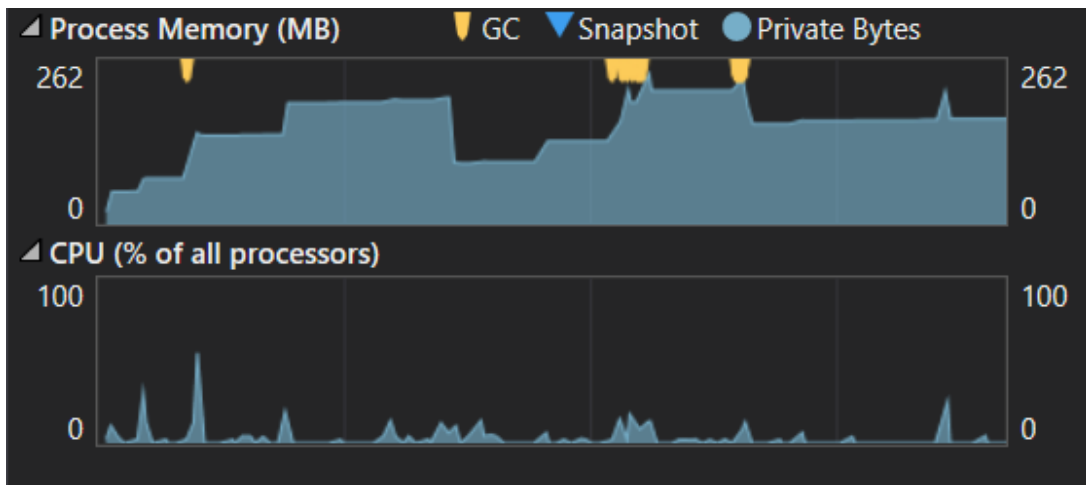 Process Memory (MB) GC Snapshot Private Bytes
262 262
0 0
CPU (% of all processors)
100 100
0 0